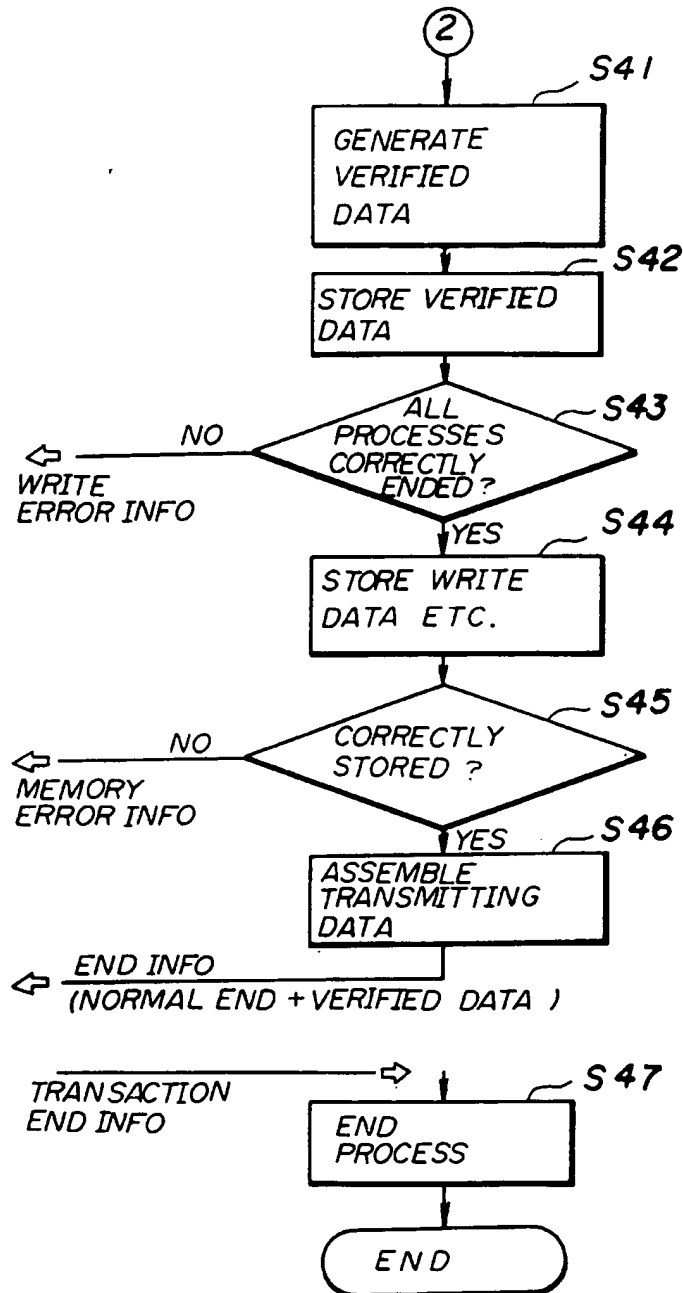 2
S41
GENERATE
VERIFIED
DATA
S42
STORE VERIFIED
DATA
S43
ALL
PROCESSES
CORRECTLY
ENDED ?
NO
WRITE
ERROR INFO
YES
S44
STORE WRITE
DATA ETC.
S45
CORRECTLY
STORED ?
NO
MEMORY
ERROR INFO
YES
S46
ASSEMBLE
TRANSMITTING
DATA
END INFO
(NORMAL END + VERIFIED DATA )
TRANSACTION
END INFO
S47
END
PROCESS
END